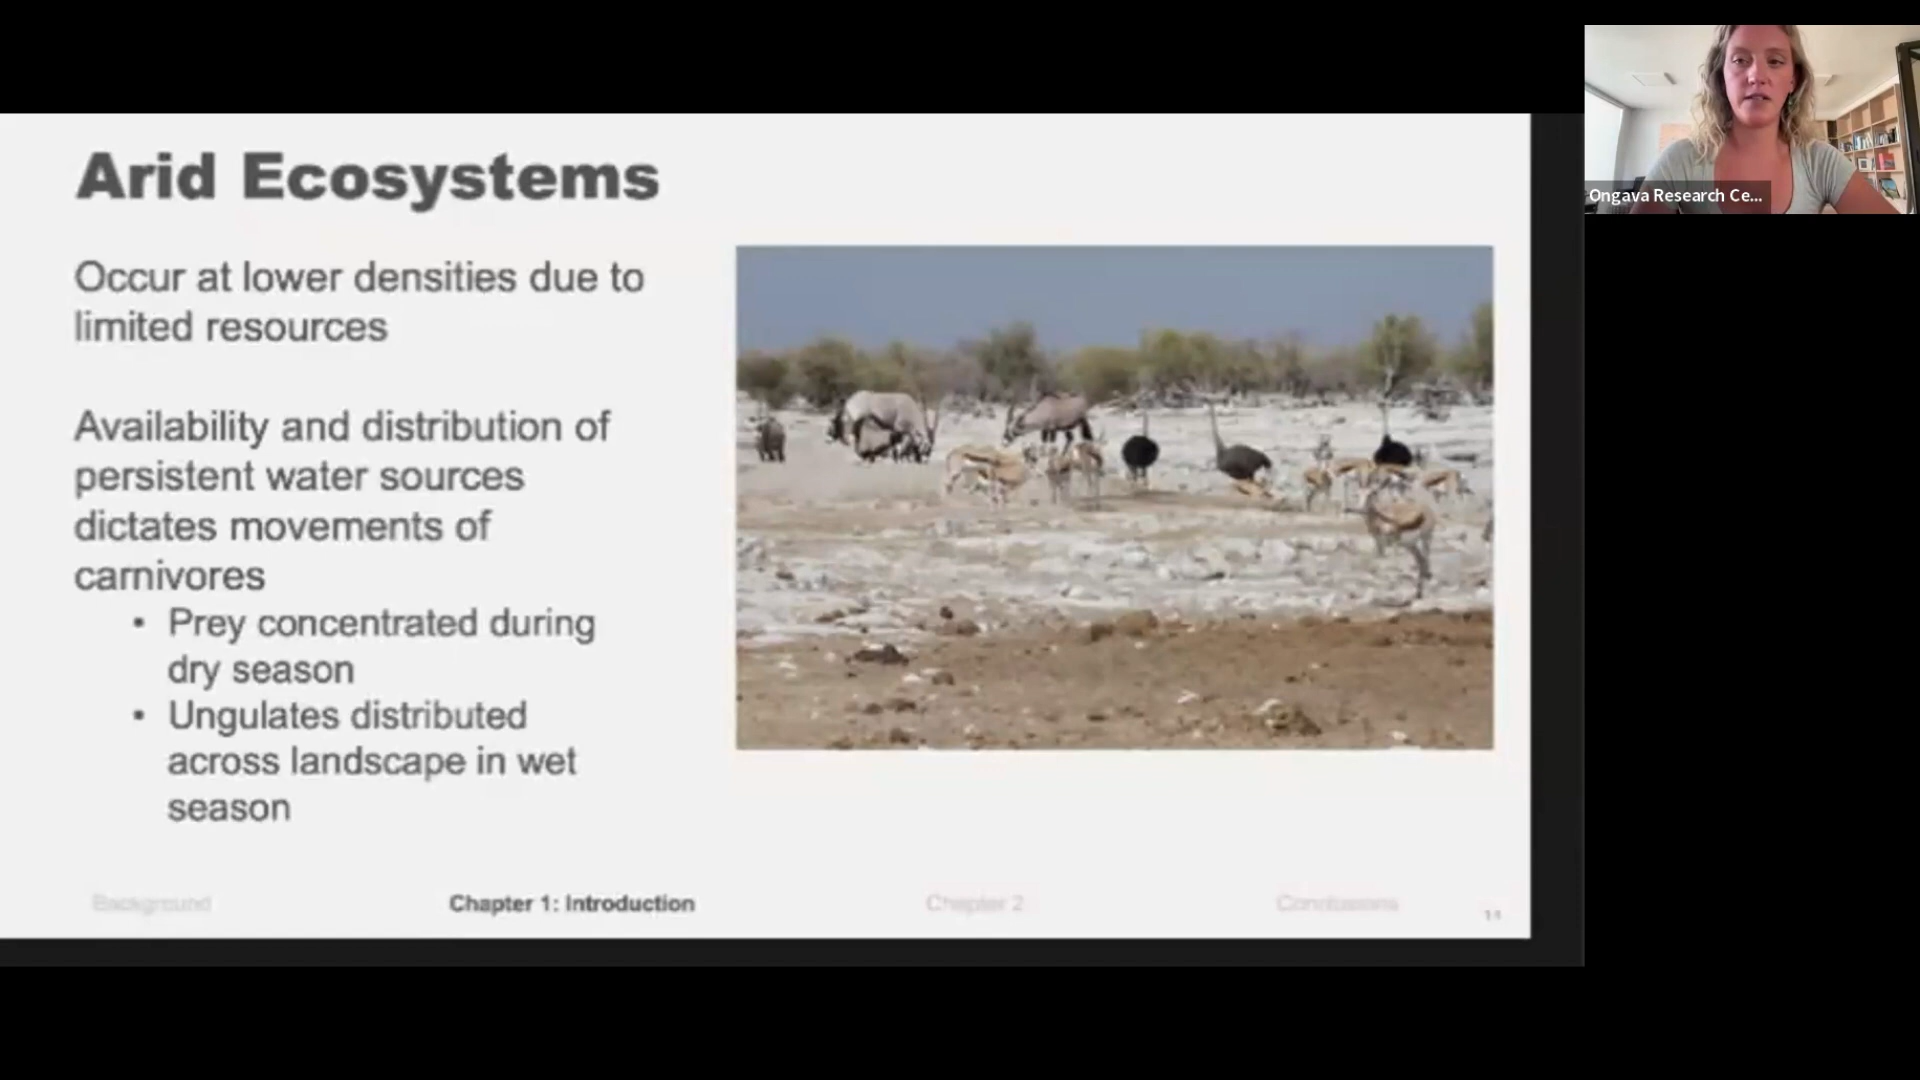 Arid Ecosystems
Occur at lower densities due to
limited resources
Availability and distribution of
persistent water sources
dictates movements of
carnivores
• Prey concentrated during
dry season
• Ungulates distributed
across landscape in wet
season
Background
Chapter 1: Introduction
Chapter 2
Conclusions
11
Ongava Research Ce...